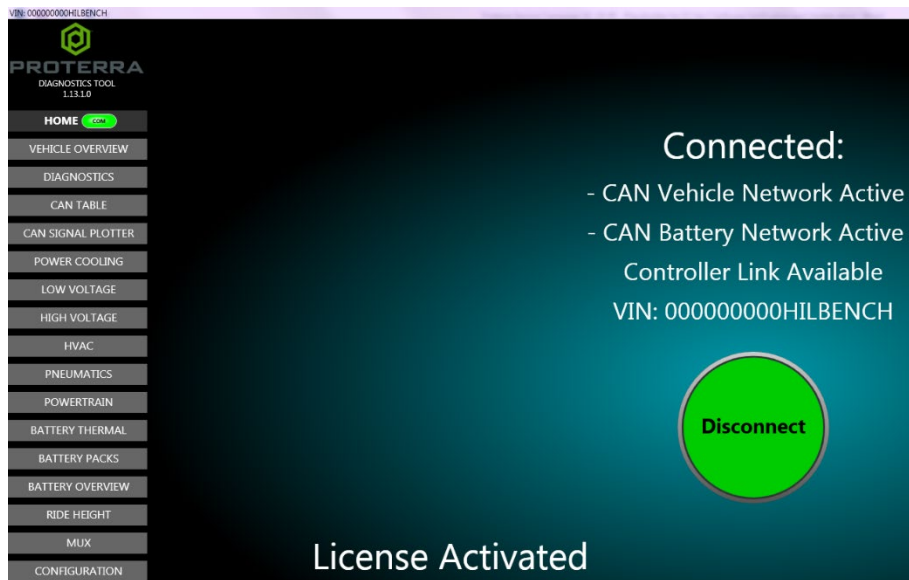 VIN: 000000000HILBENCH
PROTERRA
DIAGNOSTICS TOOL
1.13.1.0
HOME COM
VEHICLE OVERVIEW
DIAGNOSTICS
CAN TABLE
CAN SIGNAL PLOTTER
POWER COOLING
LOW VOLTAGE
HIGH VOLTAGE
HVAC
PNEUMATICS
POWERTRAIN
BATTERY THERMAL
BATTERY PACKS
BATTERY OVERVIEW
RIDE HEIGHT
MUX
CONFIGURATION
Connected:
- CAN Vehicle Network Active
- CAN Battery Network Active
Controller Link Available
VIN: 000000000HILBENCH
Disconnect
License Activated